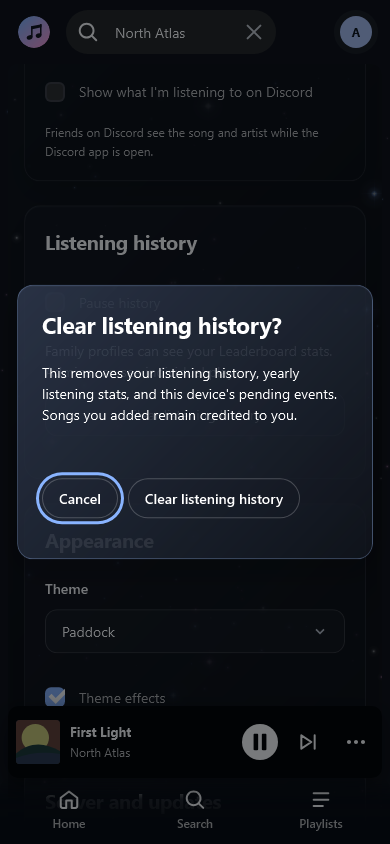 North Atlas
A
Show what I'm listening to on Discord
Friends on Discord see the song and artist while the
Discord app is open.
Listening history
Pause history
Clear listening history?
Family profiles can see your Leaderboard stats.
This removes your listening history, yearly
listening stats, and this device's pending events.
Songs you added remain credited to you.
Cancel
Clear listening history
Appearance
Theme
Paddock
Theme effects
First Light
North Atlas
Server and updates
Home
Search
Playlists